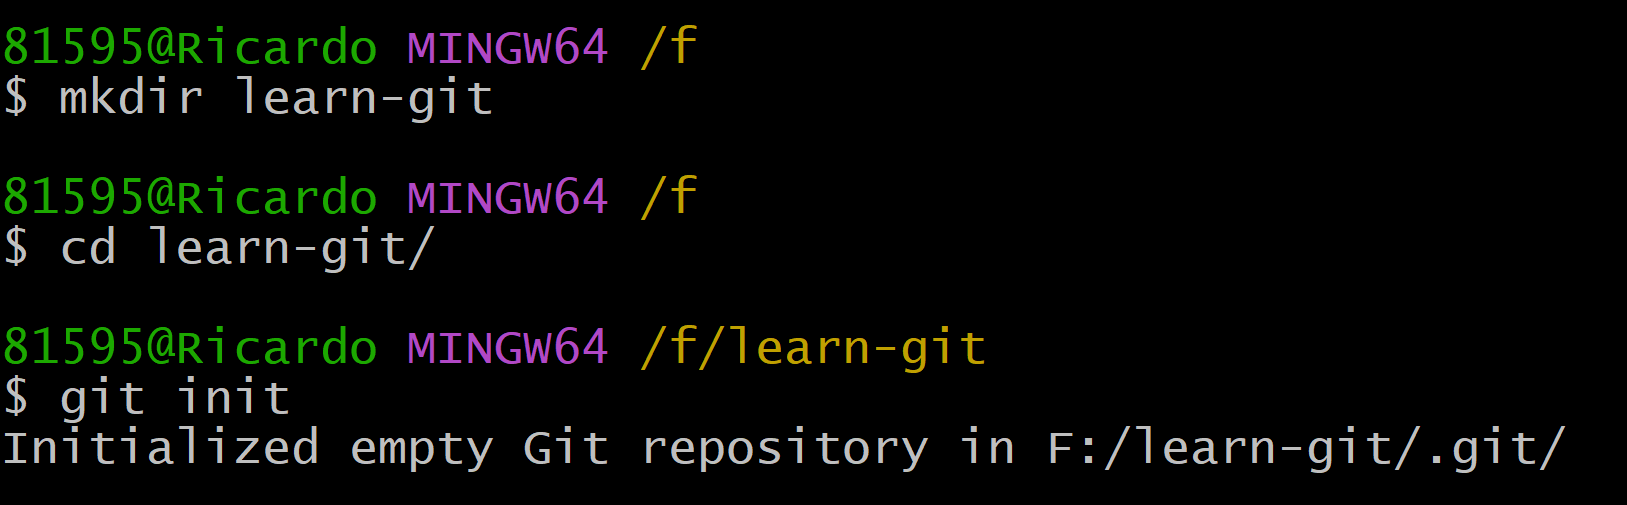 81595@Ricardo MINGW64 /f
$ mkdir learn-git
81595@Ricardo MINGW64 /f
$ cd learn-git/
81595@Ricardo MINGW64 /f/learn-git
$ git init
Initialized empty Git repository in F:/learn-git/.git/